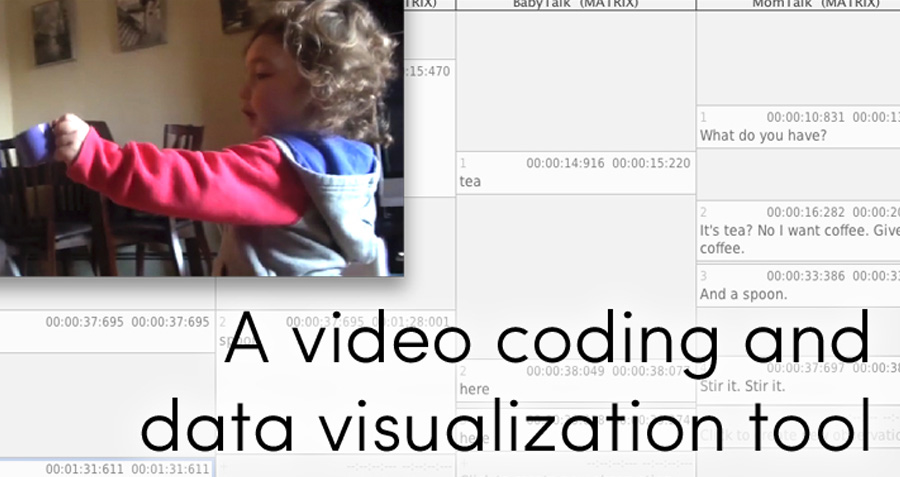 BabyTalk (MATRIX)
MomTalk (MATRIX)
:15:470
1 00:00:10:831
What do you have?
1 00:00:14:916 00:00:15:220
tea
2 00:00:16:282
It's tea? No I want coffee. Give
coffee.
3 00:00:33:386
And a spoon.
00:00:37:695 00:00:37:695
2 00:00:37:695 01:28:001
A video coding and
2 00:00:38:049
here
00:00:37:697
Stir it. Stir it.
data visualization tool
here
00:01:31:611 00:01:31:611